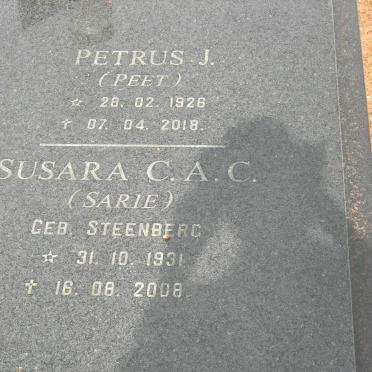 PETRUS J.
(PEET)
☆ 28. 02. 1926
✝ 07. 04. 2018.
SUSARA C. A. C.
(SARIE)
GEB. STEENBERG
☆ 31. 10. 1931
✝ 16. 08. 2008.